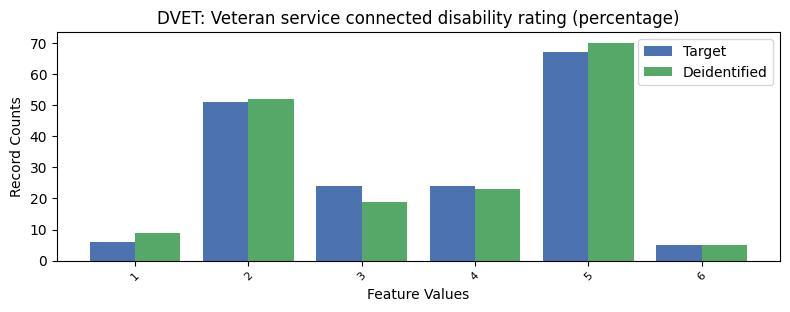 DVET: Veteran service connected disability rating (percentage)
70
60
50
40
30
20
10
0
Record Counts
Target
Deidentified
1 2 3 4 5 6
Feature Values